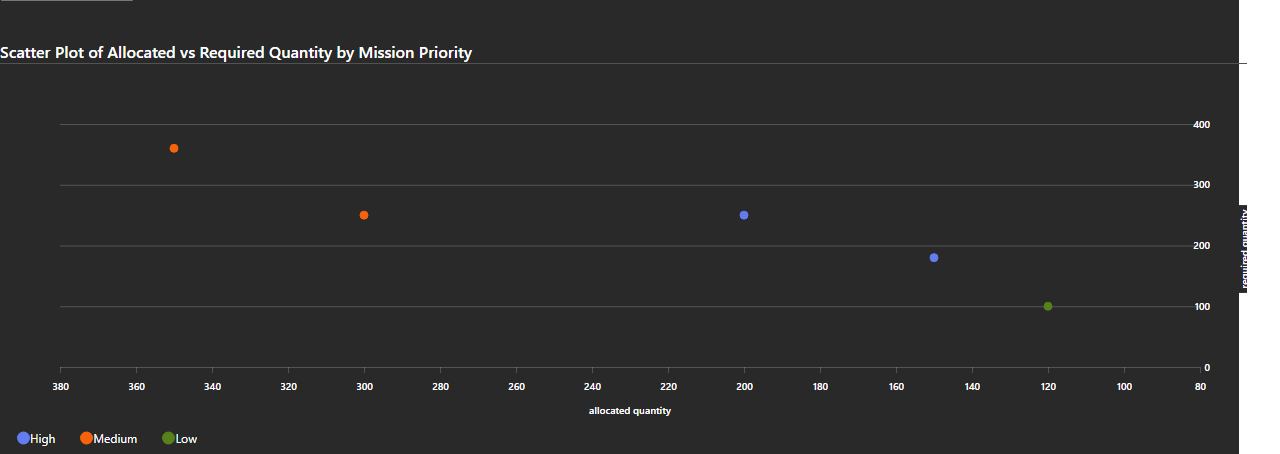 Scatter Plot of Allocated vs Required Quantity by Mission Priority
400
300
200
100
0
required quantity
380 360 340 320 300 280 260 240 220 200 180 160 140 120 100 80
allocated quantity
High Medium Low